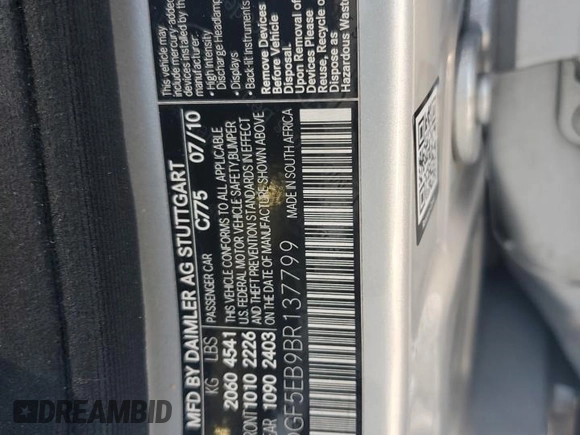 This vehicle may
include mercury-added
devices installed by the
manufacturer:
• High Intensity
Discharge Headlamp
• Displays
• Back-lit Instruments
Remove Devices
Before Vehicle
Disposal.
Upon Removal of
Devices Please
Reuse, Recycle or
Dispose as
Hazardous Waste
MFD BY DAIMLER AG STUTTGART
C775 07/10
PASSENGER CAR
KG LBS
2060 4541
FRONT 1010 2226
1090 2403
THIS VEHICLE CONFORMS TO ALL APPLICABLE
U.S. FEDERAL MOTOR VEHICLE SAFETY, BUMPER
AND THEFT PREVENTION STANDARDS IN EFFECT
ON THE DATE OF MANUFACTURE SHOWN ABOVE
MADE IN SOUTH AFRICA
GF5EB9BR137799
DREAMBID